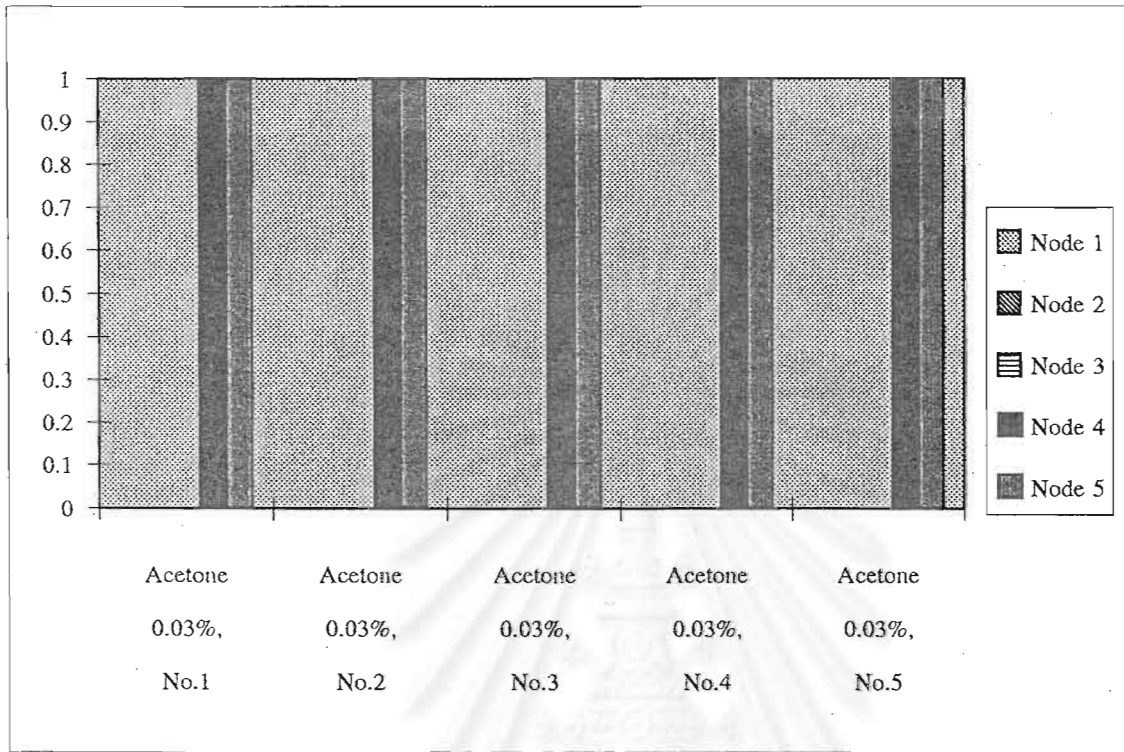 1
0.9
0.8
0.7
0.6
0.5
0.4
0.3
0.2
0.1
0
Node 1
Node 2
Node 3
Node 4
Node 5
Acetone Acetone Acetone Acetone Acetone
0.03%, 0.03%, 0.03%, 0.03%, 0.03%,
No.1 No.2 No.3 No.4 No.5